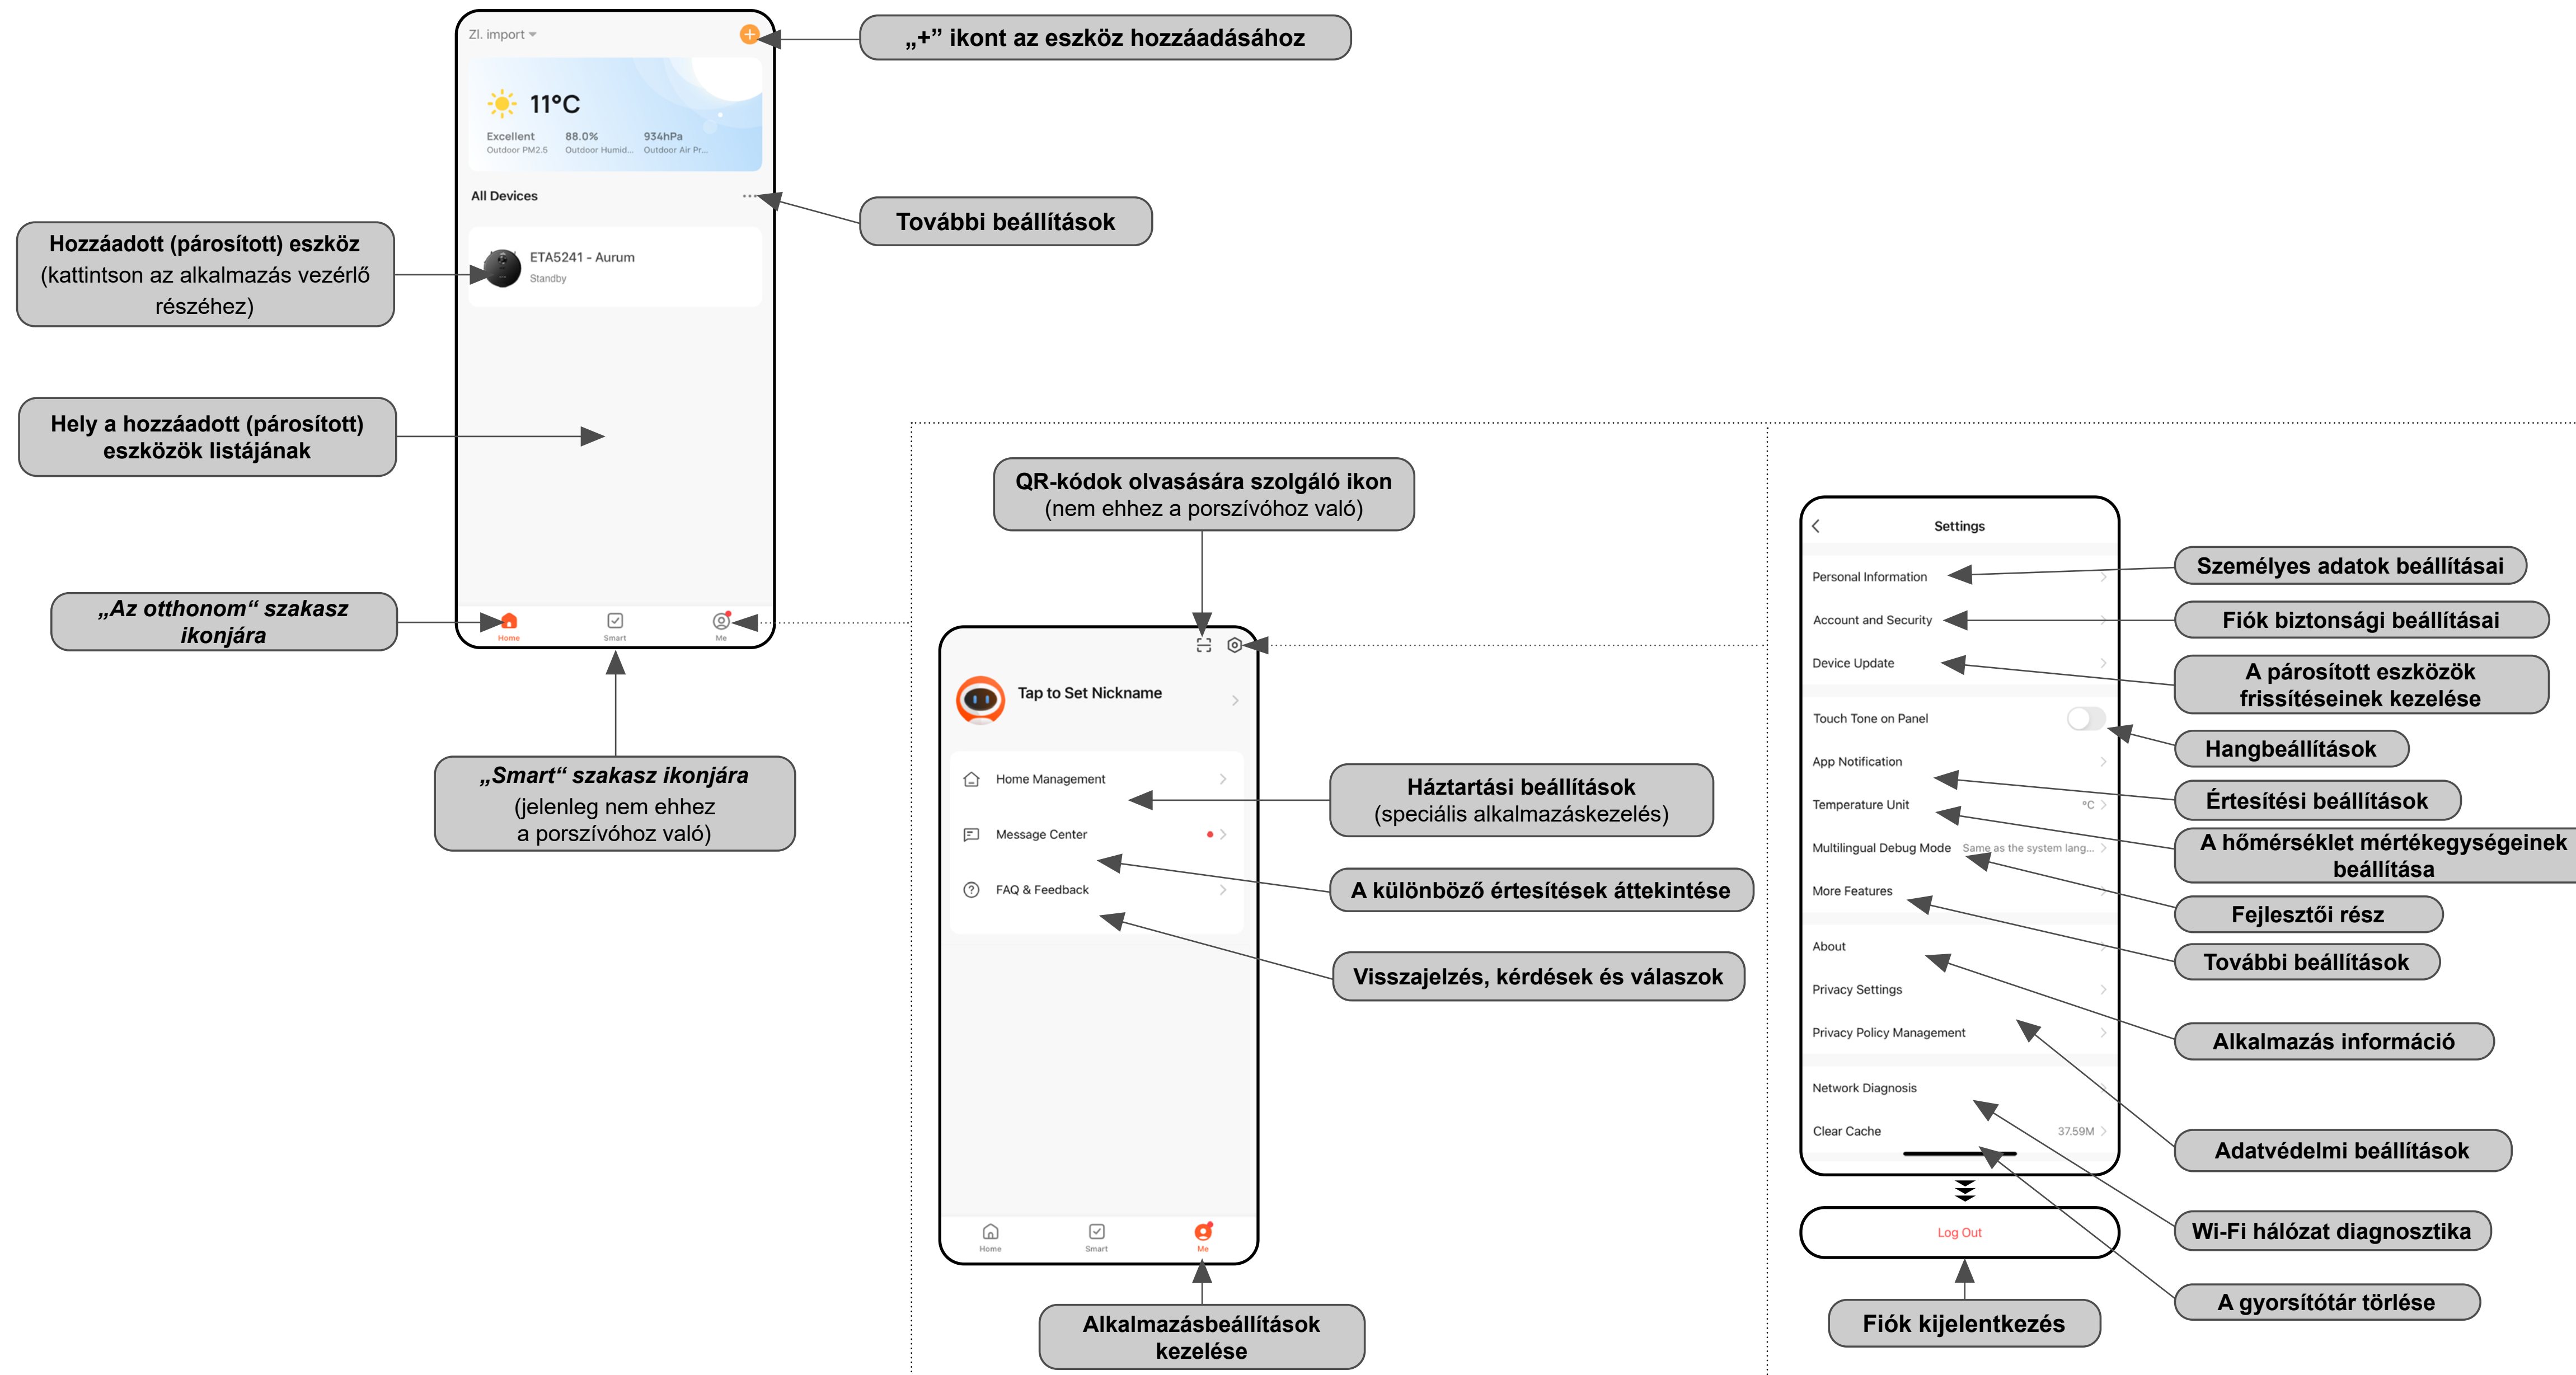 Zl. import
„+” ikont az eszköz hozzáadásához
11°C
Excellent 88.0% 934hPa
Outdoor PM2.5 Outdoor Humid... Outdoor Air Pr...
All Devices
További beállítások
Hozzáadott (párosított) eszköz
(kattintson az alkalmazás vezérlő
részéhez)
ETA5241 - Aurum
Standby
Hely a hozzáadott (párosított)
eszközök listájának
„Az otthonom“ szakasz
ikonjára
Home Smart Me
„Smart“ szakasz ikonjára
(jelenleg nem ehhez
a porszívóhoz való)
QR-kódok olvasására szolgáló ikon
(nem ehhez a porszívóhoz való)
Tap to Set Nickname
Home Management
Message Center
FAQ & Feedback
Háztartási beállítások
(speciális alkalmazáskezelés)
A különböző értesítések áttekintése
Visszajelzés, kérdések és válaszok
Home Smart Me
Alkalmazásbeállítások
kezelése
Settings
Personal Information
Account and Security
Device Update
Touch Tone on Panel
App Notification
Temperature Unit °C
Multilingual Debug Mode Same as the system lang...
More Features
About
Privacy Settings
Privacy Policy Management
Network Diagnosis
Clear Cache 37.59M
Log Out
Személyes adatok beállításai
Fiók biztonsági beállításai
A párosított eszközök
frissítéseinek kezelése
Hangbeállítások
Értesítési beállítások
A hőmérséklet mértékegységeinek
beállítása
Fejlesztői rész
További beállítások
Alkalmazás információ
Adatvédelmi beállítások
Wi-Fi hálózat diagnosztika
A gyorsítótár törlése
Fiók kijelentkezés